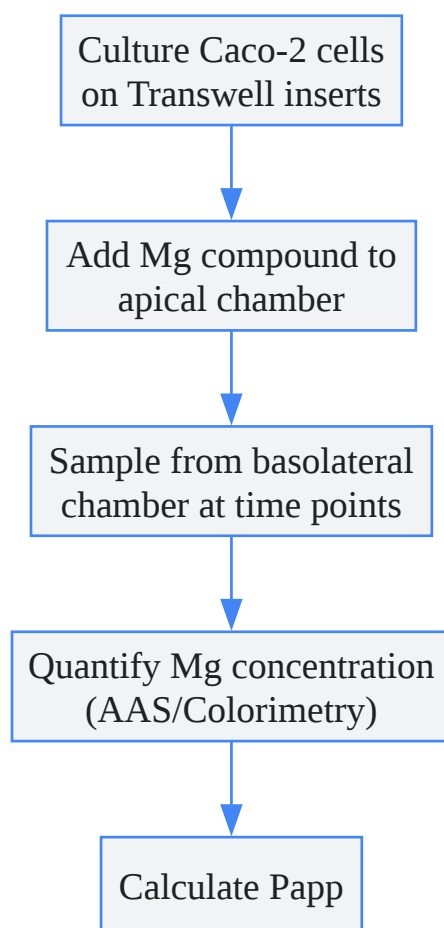 Culture Caco-2 cells
on Transwell inserts
Add Mg compound to
apical chamber
Sample from basolateral
chamber at time points
Quantify Mg concentration
(AAS/Colorimetry)
Calculate Papp